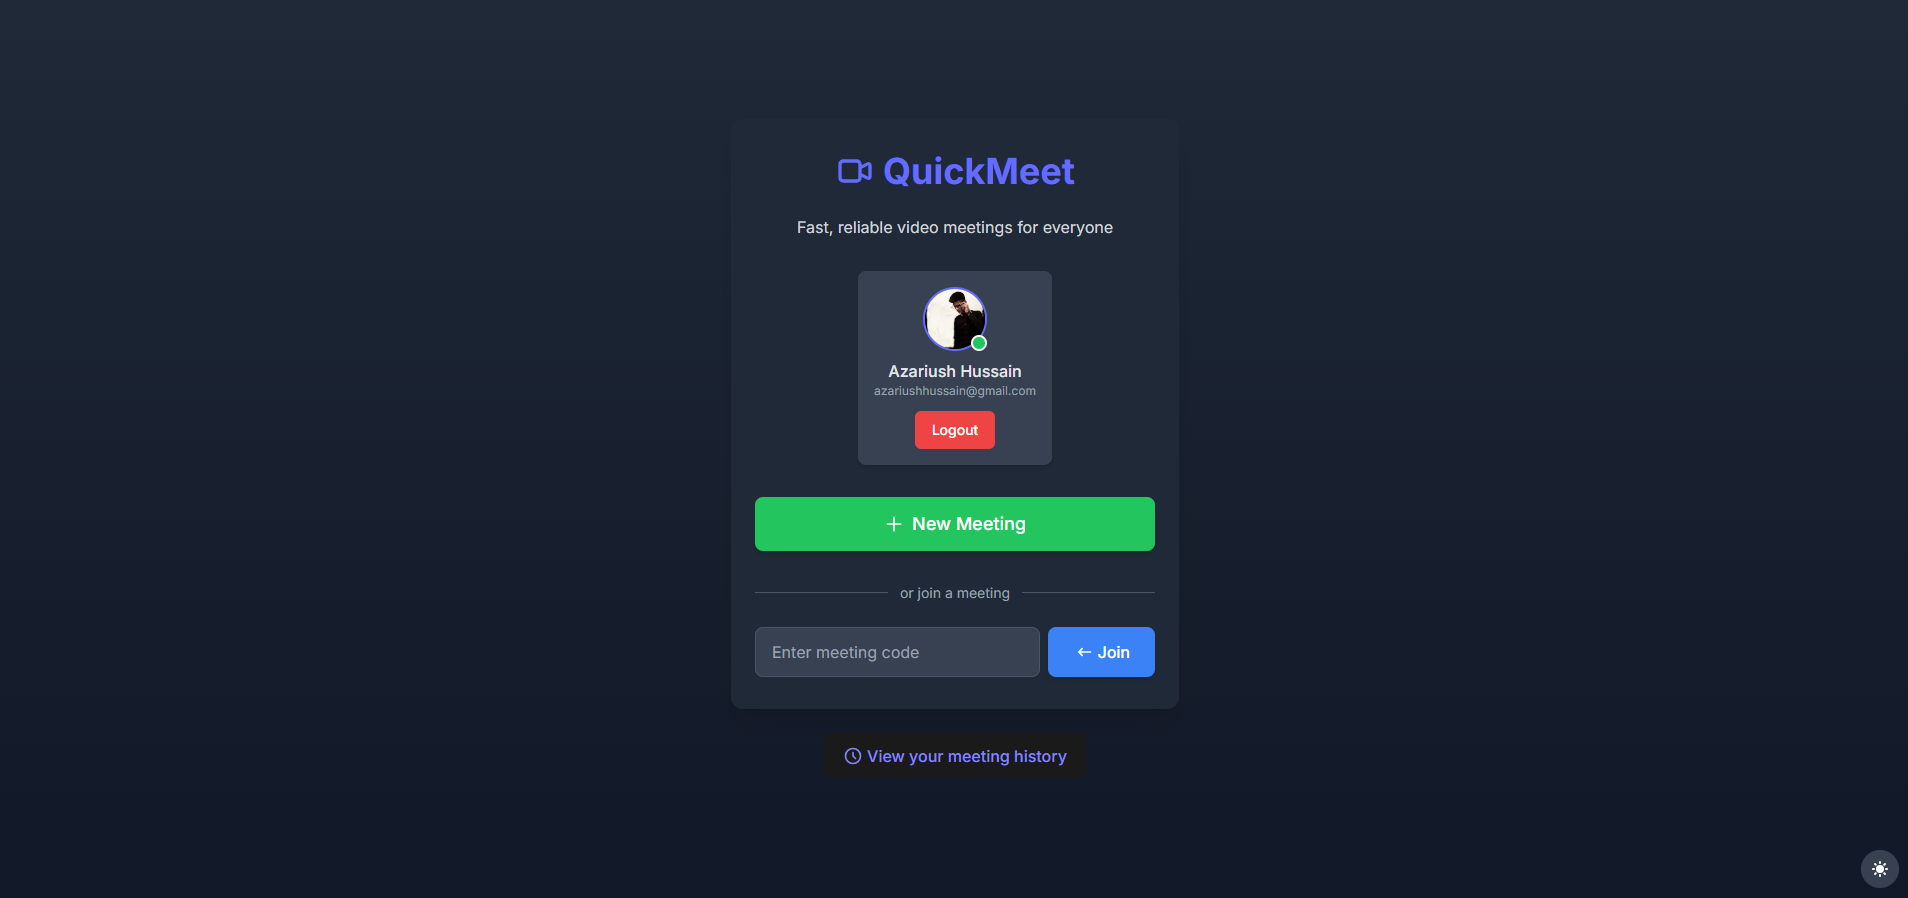 QuickMeet
Fast, reliable video meetings for everyone
Azariush Hussain
azariushhussain@gmail.com
Logout
+ New Meeting
or join a meeting
Enter meeting code
← Join
View your meeting history